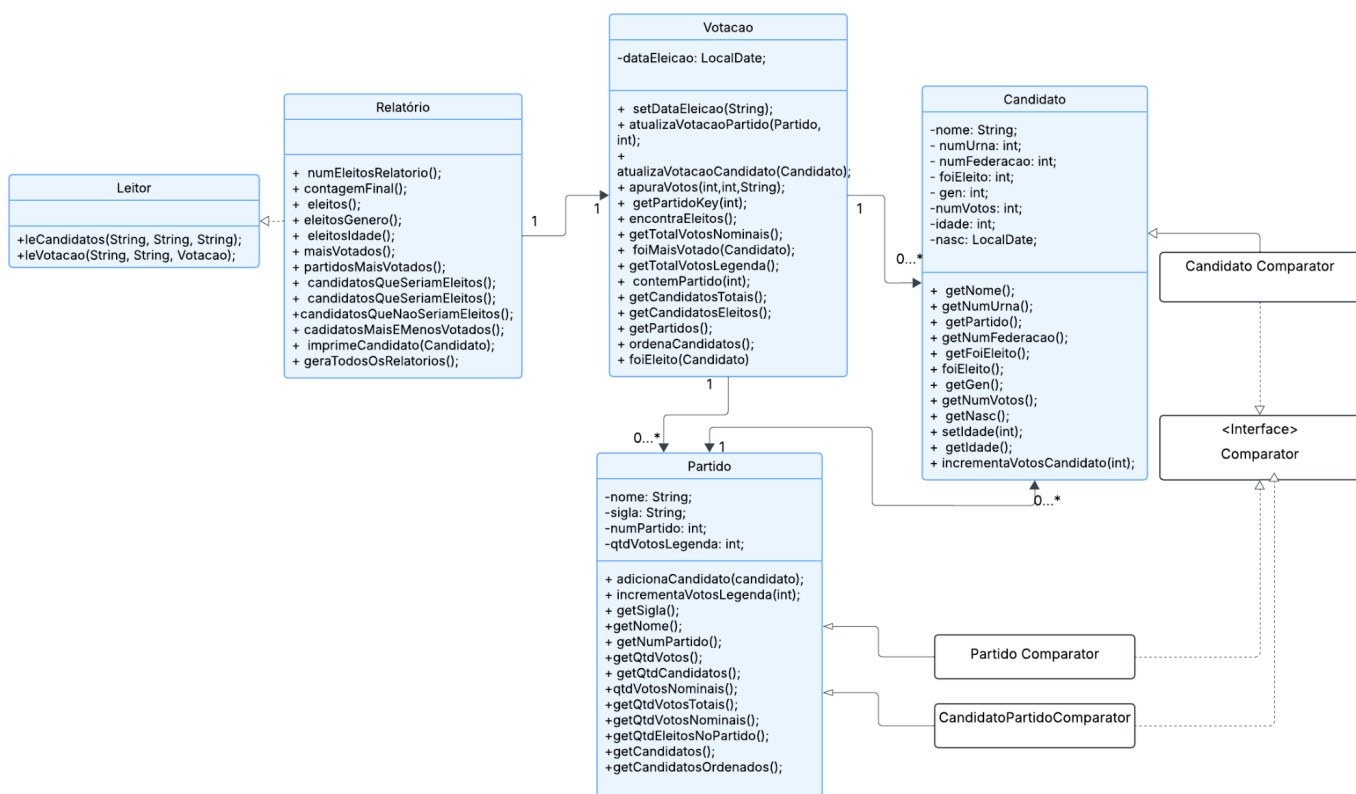 Votacao
-dataEleicao: LocalDate;
+  setDataEleicao(String);
+ atualizaVotacaoPartido(Partido,
int);
+
atualizaVotacaoCandidato(Candidato);
+ apuraVotos(int,int,String);
+  getPartidoKey(int);
+ encontraEleitos();
+ getTotalVotosNominais();
+  foiMaisVotado(Candidato);
+ getTotalVotosLegenda();
+  contemPartido(int);
+ getCandidatosTotais();
+ getCandidatosEleitos();
+ getPartidos();
+ ordenaCandidatos();
+ foiEleito(Candidato)
Relatório
+  numEleitosRelatorio();
+ contagemFinal();
+  eleitos();
+ eleitosGenero();
+  eleitosIdade();
+ maisVotados();
+ partidosMaisVotados();
+  candidatosQueSeriamEleitos();
+  candidatosQueSeriamEleitos();
+candidatosQueNaoSeriamEleitos();
+ cadidatosMaisEMenosVotados();
+  imprimeCandidato(Candidato);
+ geraTodosOsRelatorios();
Leitor
+leCandidatos(String, String, String);
+leVotacao(String, String, Votacao);
1
1
1
0...*
1
0...*
1
0...*
Candidato
-nome: String;
- numUrna: int;
- numFederacao: int;
- foiEleito: int;
- gen: int;
-numVotos: int;
-idade: int;
-nasc: LocalDate;
+  getNome();
+ getNumUrna();
+  getPartido();
+ getNumFederacao();
+  getFoiEleito();
+ foiEleito();
+  getGen();
+ getNumVotos();
+  getNasc();
+ setIdade(int);
+  getIdade();
+ incrementaVotosCandidato(int);
Candidato Comparator
<Interface>
Comparator
Partido
-nome: String;
-sigla: String;
-numPartido: int;
-qtdVotosLegenda: int;
+ adicionaCandidato(candidato);
+ incrementaVotosLegenda(int);
+ getSigla();
+getNome();
+ getNumPartido();
+getQtdVotos();
+ getQtdCandidatos();
+qtdVotosNominais();
+getQtdVotosTotais();
+getQtdVotosNominais();
+getQtdEleitosNoPartido();
+getCandidatos();
+getCandidatosOrdenados();
Partido Comparator
CandidatoPartidoComparator